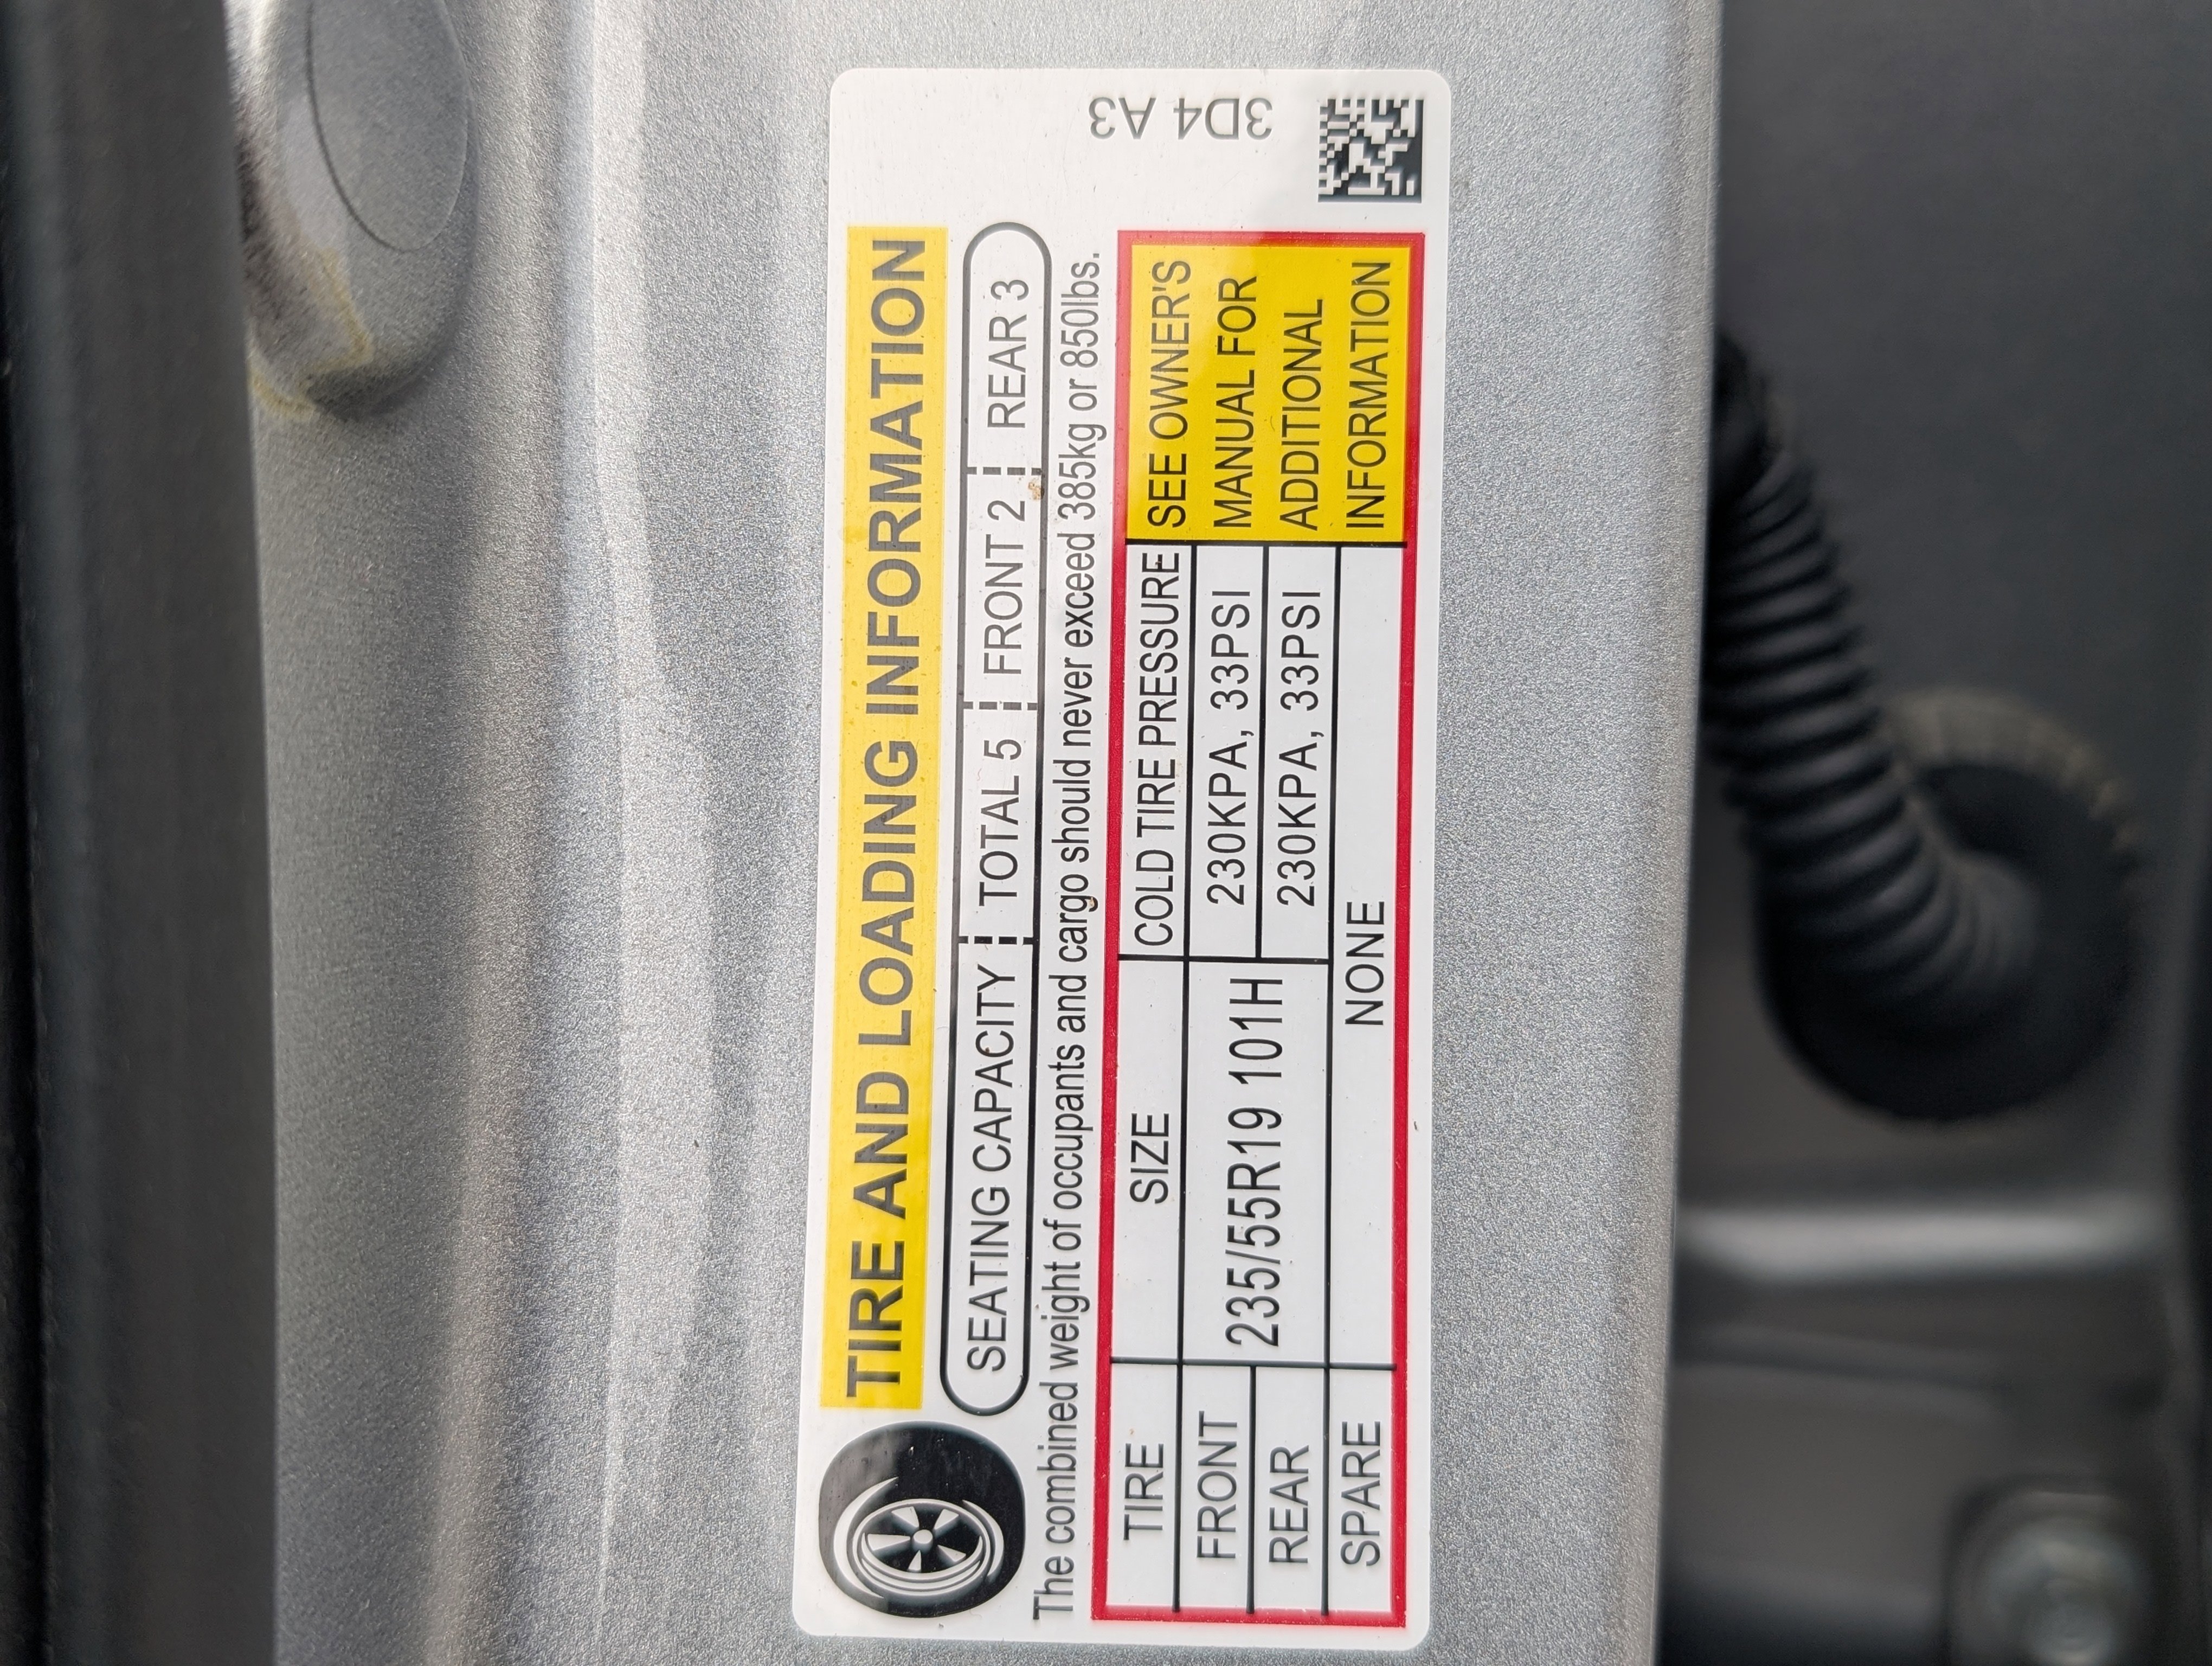 TIRE AND LOADING INFORMATION
SEATING CAPACITY TOTAL 5 FRONT 2 REAR 3
The combined weight of occupants and cargo should never exceed 385kg or 850lbs.
TIRE SIZE COLD TIRE PRESSURE
FRONT 235/55R19 101H 230KPA, 33PSI
REAR 230KPA, 33PSI
SPARE NONE
SEE OWNER'S
MANUAL FOR
ADDITIONAL
INFORMATION
3D4 A3